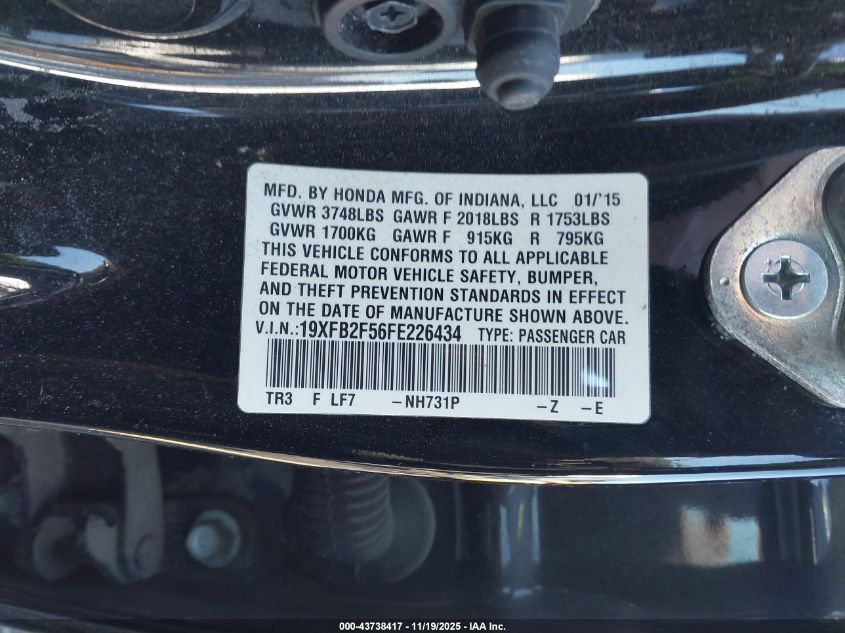 MFD. BY HONDA MFG. OF INDIANA, LLC 01/'15
GVWR 3748LBS GAWR F 2018LBS R 1753LBS
GVWR 1700KG GAWR F 915KG R 795KG
THIS VEHICLE CONFORMS TO ALL APPLICABLE
FEDERAL MOTOR VEHICLE SAFETY, BUMPER,
AND THEFT PREVENTION STANDARDS IN EFFECT
ON THE DATE OF MANUFACTURE SHOWN ABOVE.
V.I.N.:19XFB2F56FE226434 TYPE: PASSENGER CAR
TR3 F LF7 –NH731P –Z –E
000-43738417 - 11/19/2025 - IAA Inc.